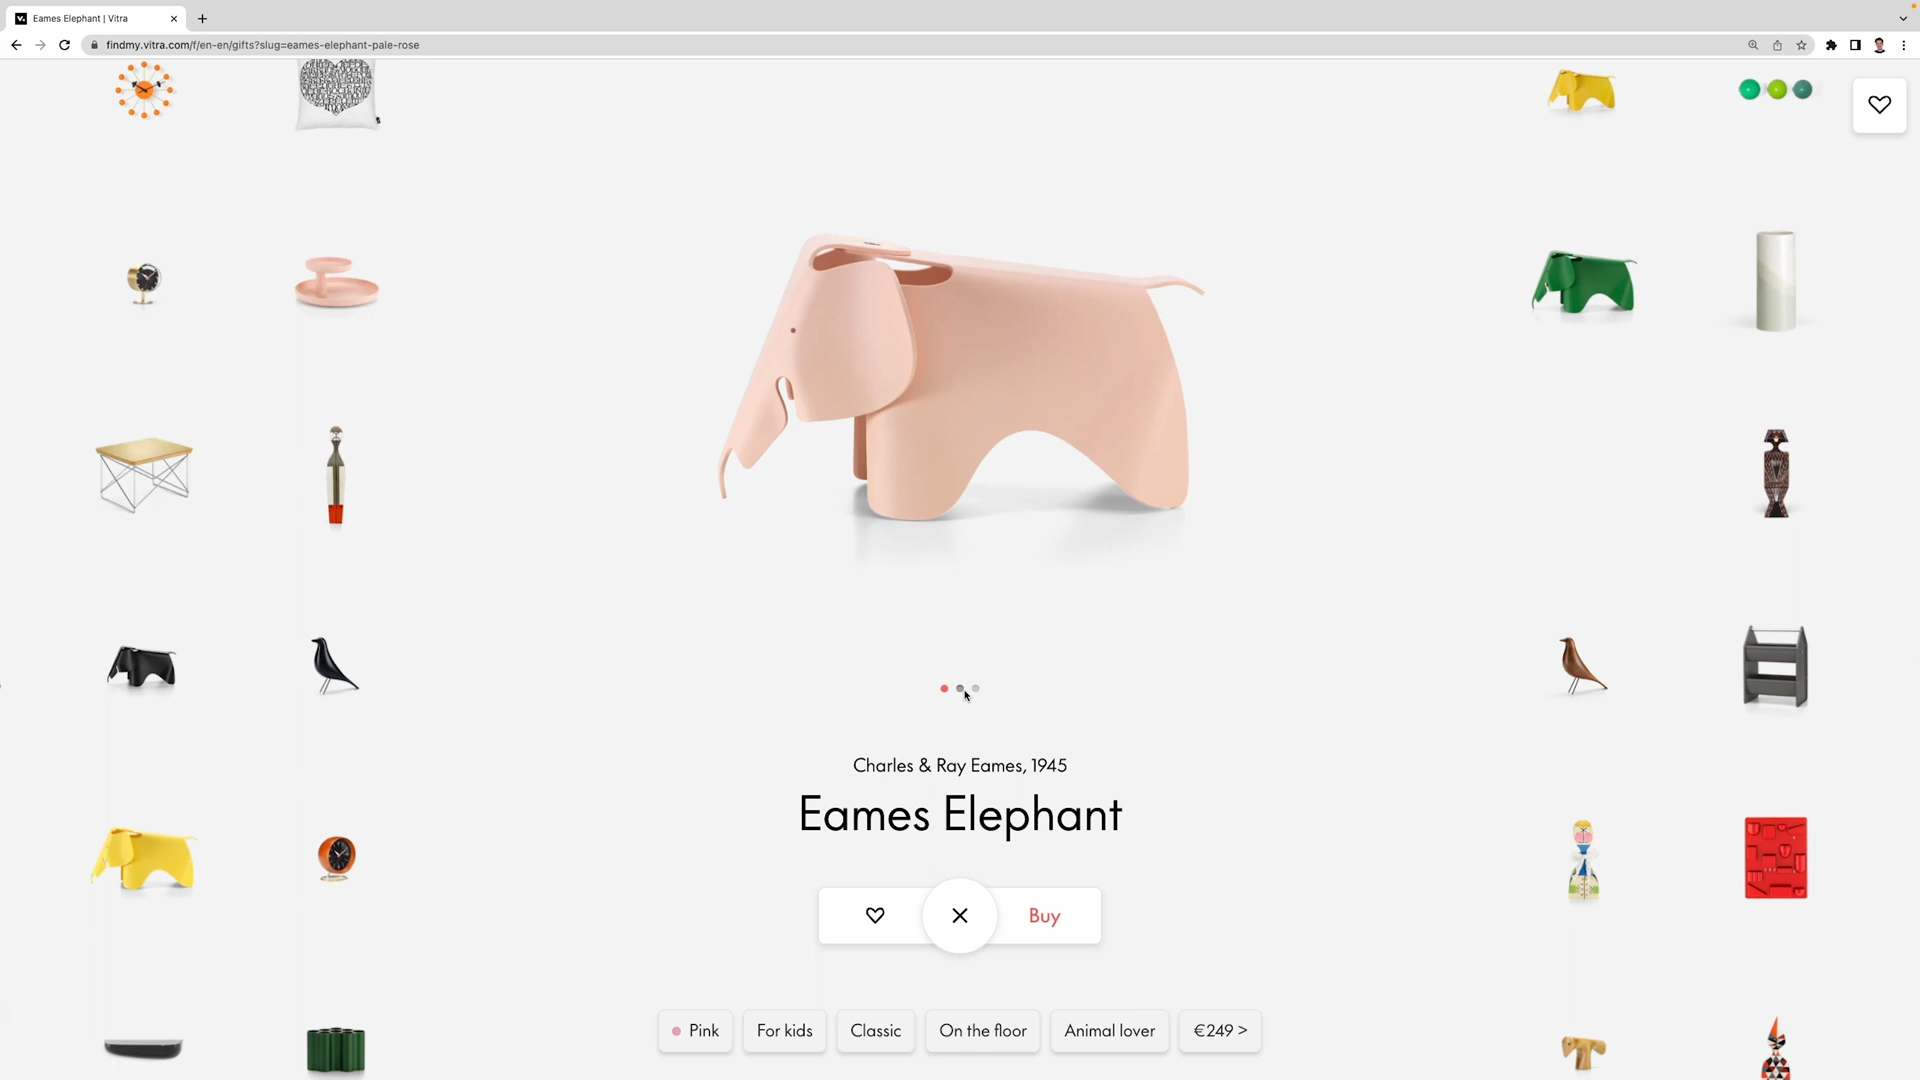 Eames Elephant | Vitra
findmy.vitra.com/f/en-en/gifts?slug=eames-elephant-pale-rose
Charles & Ray Eames, 1945
Eames Elephant
Buy
Pink
For kids
Classic
On the floor
Animal lover
€249 >